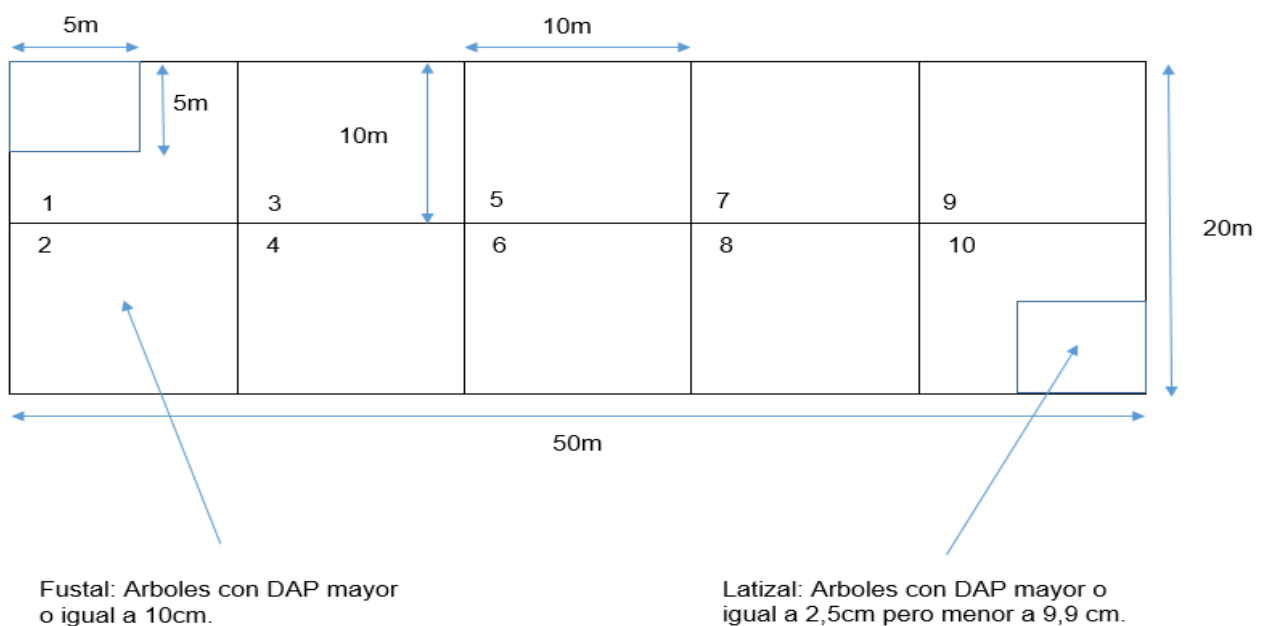 5m
10m
5m
10m
1
3
5
7
9
20m
2
4
6
8
10
50m
Fustal: Arboles con DAP mayor
o igual a 10cm.
Latizal: Arboles con DAP mayor o
igual a 2,5cm pero menor a 9,9 cm.